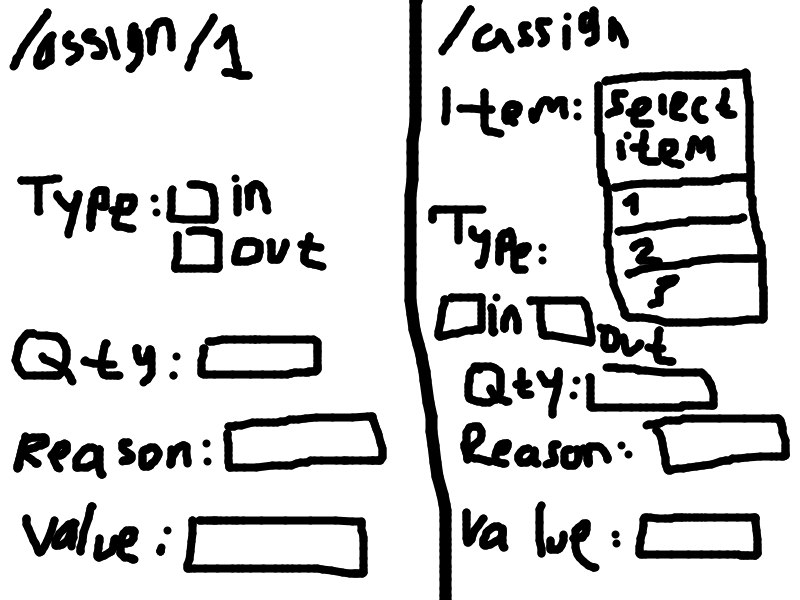 /assign/1
Type: in
out
Qty:
Reason:
Value:
/assign
Item: select item
1
2
3
Type:
in out
Qty:
Reason:
Value: